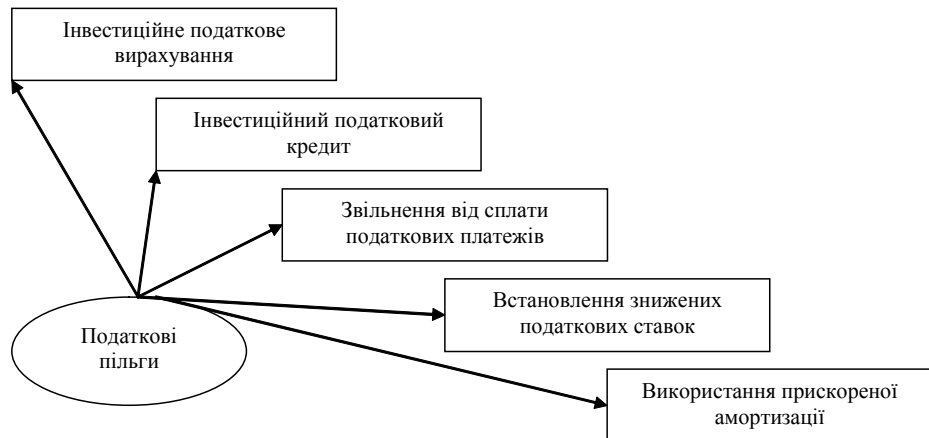 Інвестиційне податкове
вирахування
Інвестиційний податковий
кредит
Звільнення від сплати
податкових платежів
Встановлення знижених
податкових ставок
Податкові
пільги
Використання прискореної
амортизації